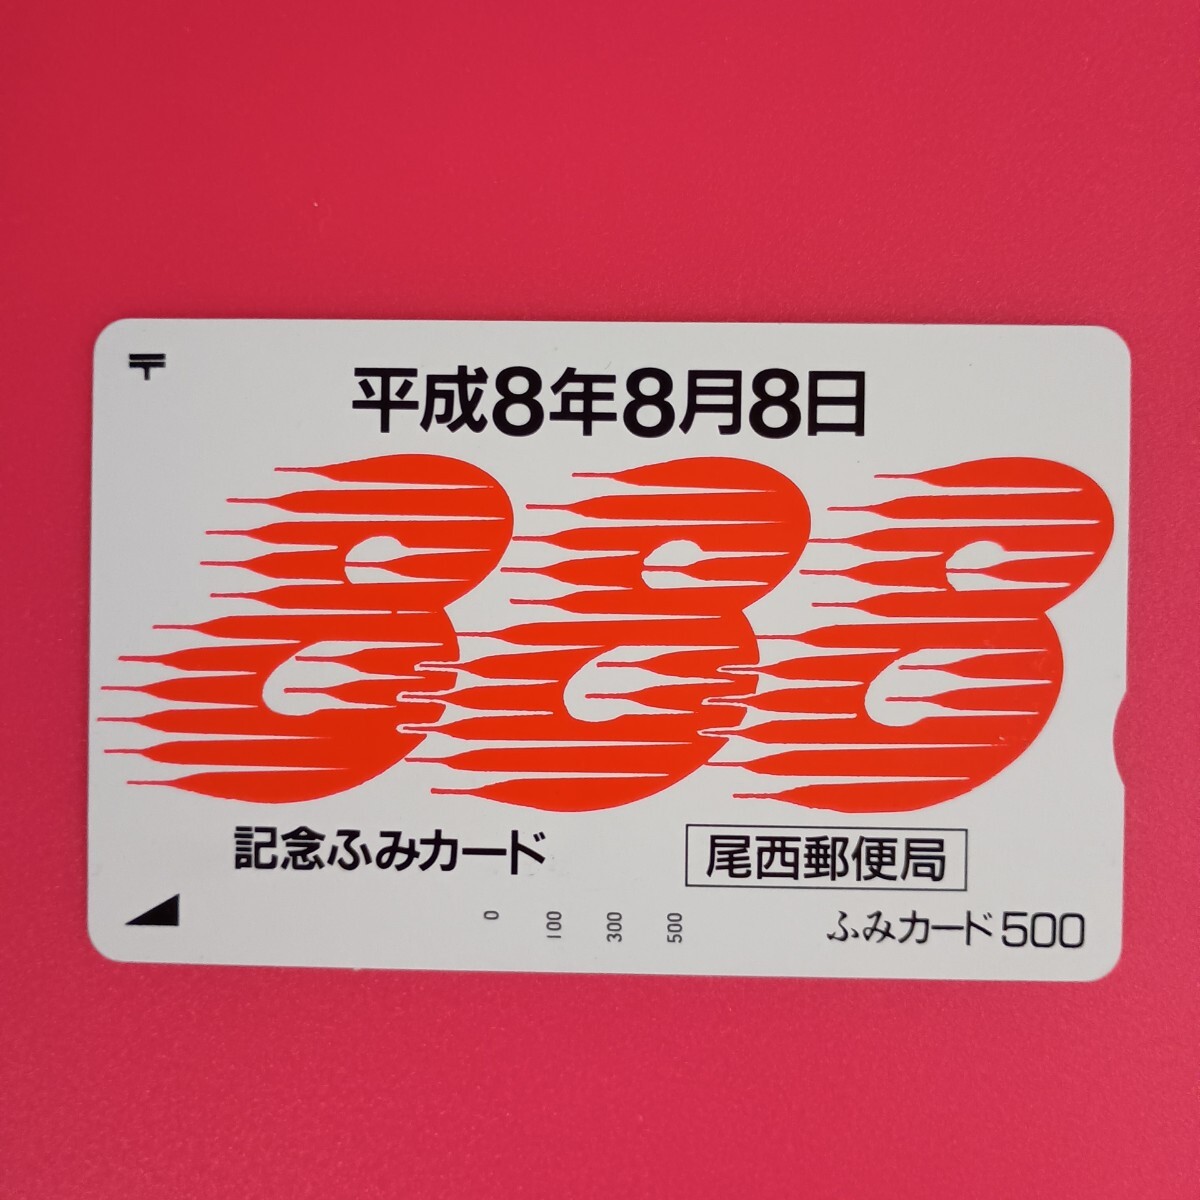 〒
平成8年8月8日
888
記念ふみカード
尾西郵便局
0 100 300 500
ふみカード500